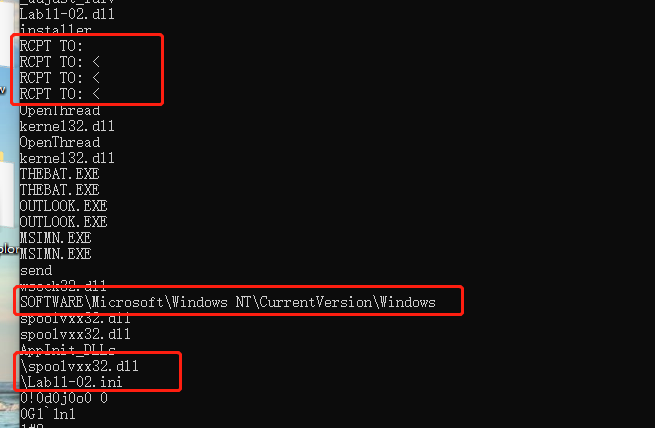 _adjust_fdiv
Lab11-02.dll
installer
RCPT TO:
RCPT TO: <
RCPT TO: <
RCPT TO: <
OpenThread
kernel32.dll
OpenThread
kernel32.dll
THEBAT.EXE
THEBAT.EXE
OUTLOOK.EXE
OUTLOOK.EXE
MSIMN.EXE
MSIMN.EXE
send
wsock32.dll
SOFTWARE\Microsoft\Windows NT\CurrentVersion\Windows
spoolvxx32.dll
spoolvxx32.dll
AppInit_DLLs
\spoolvxx32.dll
\Lab11-02.ini
0!0d0j0o0 0
0G1`1n1